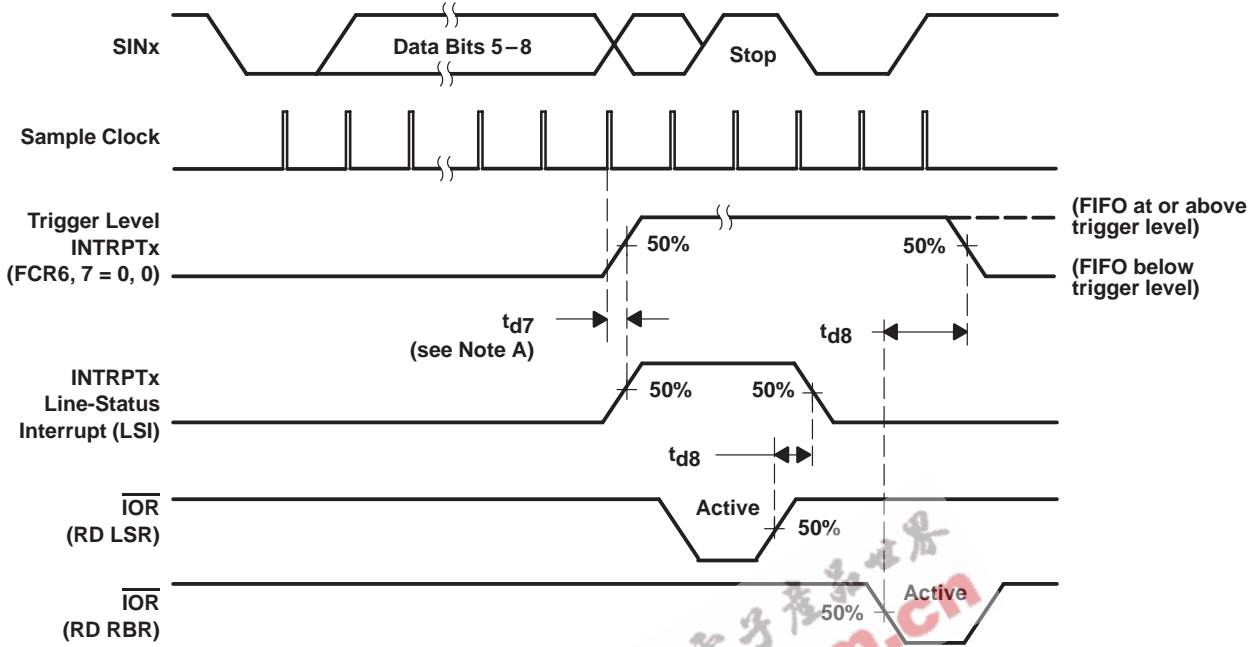 SINx
Data Bits 5–8
Stop
Sample Clock
Trigger Level
INTRPTx
(FCR6, 7 = 0, 0)
50%
50%
(FIFO at or above
trigger level)
(FIFO below
trigger level)
td7
(see Note A)
td8
INTRPTx
Line-Status
Interrupt (LSI)
50%
50%
td8
IOR
(RD LSR)
Active
50%
IOR
(RD RBR)
50%
Active